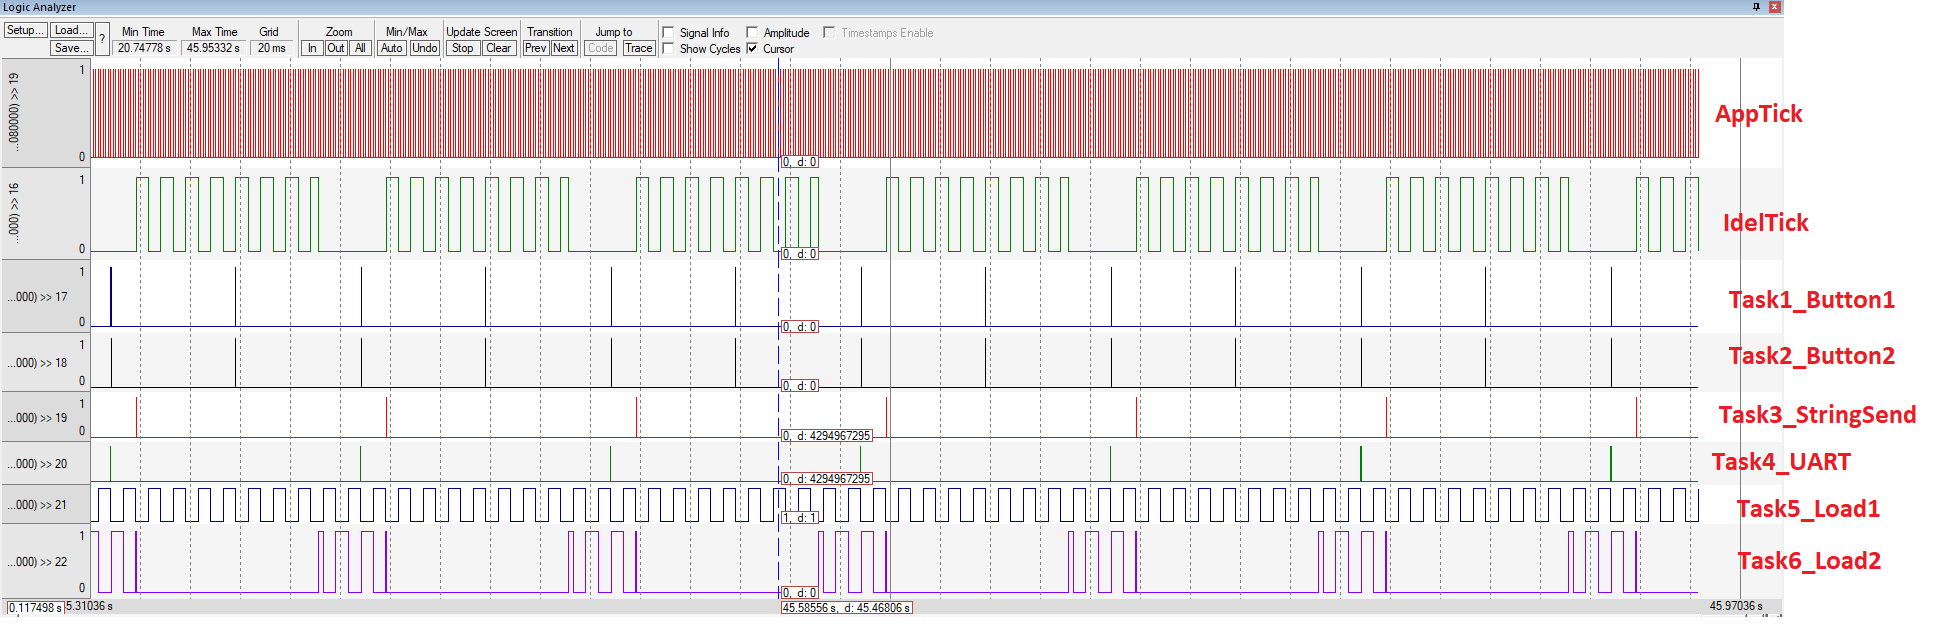 Logic Analyzer
Setup... Load... Min Time Max Time Grid Zoom Min/Max Update Screen Transition Jump to Signal Info Amplitude Timestamps Enable
Save... ? 20.74778 s 45.95332 s 20 ms In Out All Auto Undo Stop Clear Prev Next Code Trace Show Cycles Cursor
...080000) >> 19
1
0
0, d: 0
AppTick
...000) >> 16
1
0
0, d: 0
IdelTick
...000) >> 17
1
0
0, d: 0
Task1_Button1
...000) >> 18
1
0
0, d: 0
Task2_Button2
...000) >> 19
1
0
0, d: 4294967295
Task3_StringSend
...000) >> 20
0, d: 4294967295
Task4_UART
...000) >> 21
1, d: 1
Task5_Load1
...000) >> 22
1
0
0, d: 0
Task6_Load2
0.117498 s 5.31036 s 45.58556 s, d: 45.46806 s 45.97036 s